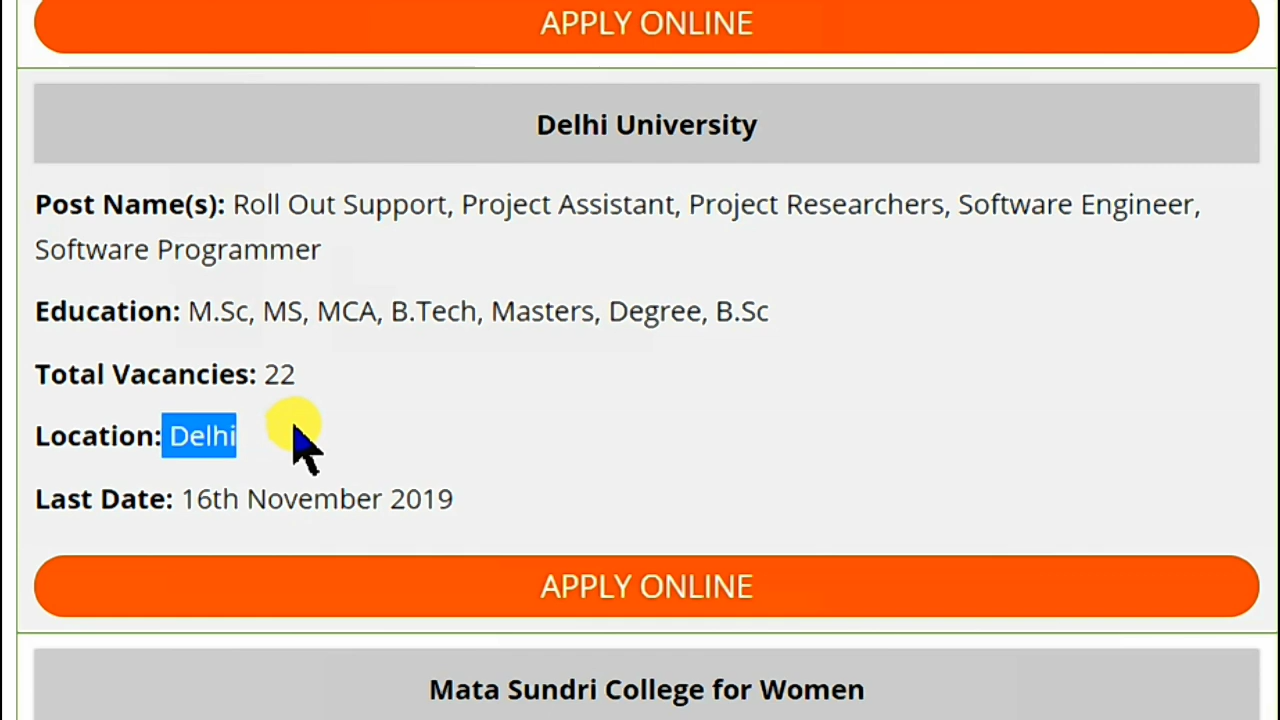 APPLY ONLINE
Delhi University
Post Name(s): Roll Out Support, Project Assistant, Project Researchers, Software Engineer,
Software Programmer
Education: M.Sc, MS, MCA, B.Tech, Masters, Degree, B.Sc
Total Vacancies: 22
Location: Delhi
Last Date: 16th November 2019
APPLY ONLINE
Mata Sundri College for Women